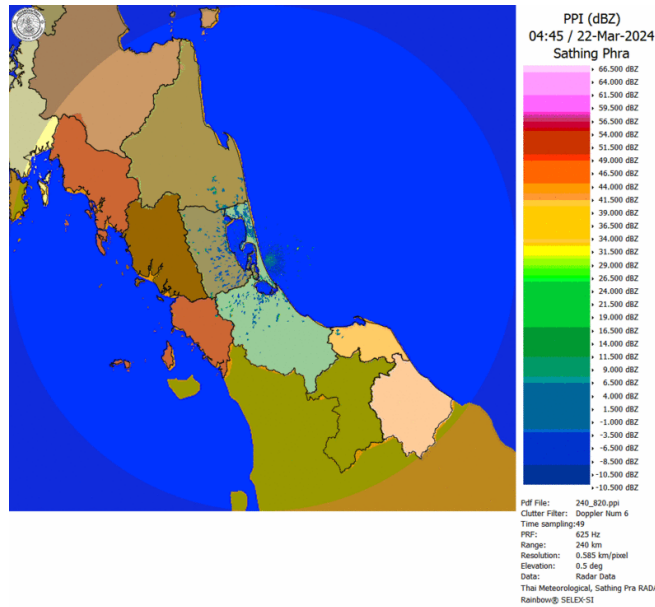 PPI (dBZ)
04:45 / 22-Mar-2024
Sathing Phra
66.500 dBZ
64.000 dBZ
61.500 dBZ
59.500 dBZ
56.500 dBZ
54.000 dBZ
51.500 dBZ
49.000 dBZ
46.500 dBZ
44.000 dBZ
41.500 dBZ
39.000 dBZ
36.500 dBZ
34.000 dBZ
31.500 dBZ
29.000 dBZ
26.500 dBZ
24.000 dBZ
21.500 dBZ
19.000 dBZ
16.500 dBZ
14.000 dBZ
11.500 dBZ
9.000 dBZ
6.500 dBZ
4.000 dBZ
1.500 dBZ
-1.000 dBZ
-3.500 dBZ
-6.500 dBZ
-8.500 dBZ
-10.500 dBZ
-10.500 dBZ
Pdf File: 240_820.ppi
Clutter Filter: Doppler Num 6
Time sampling:49
PRF: 625 Hz
Range: 240 km
Resolution: 0.585 km/pixel
Elevation: 0.5 deg
Data: Radar Data
Thai Meteorological, Sathing Pra RADA
Rainbow® SELEX-SI